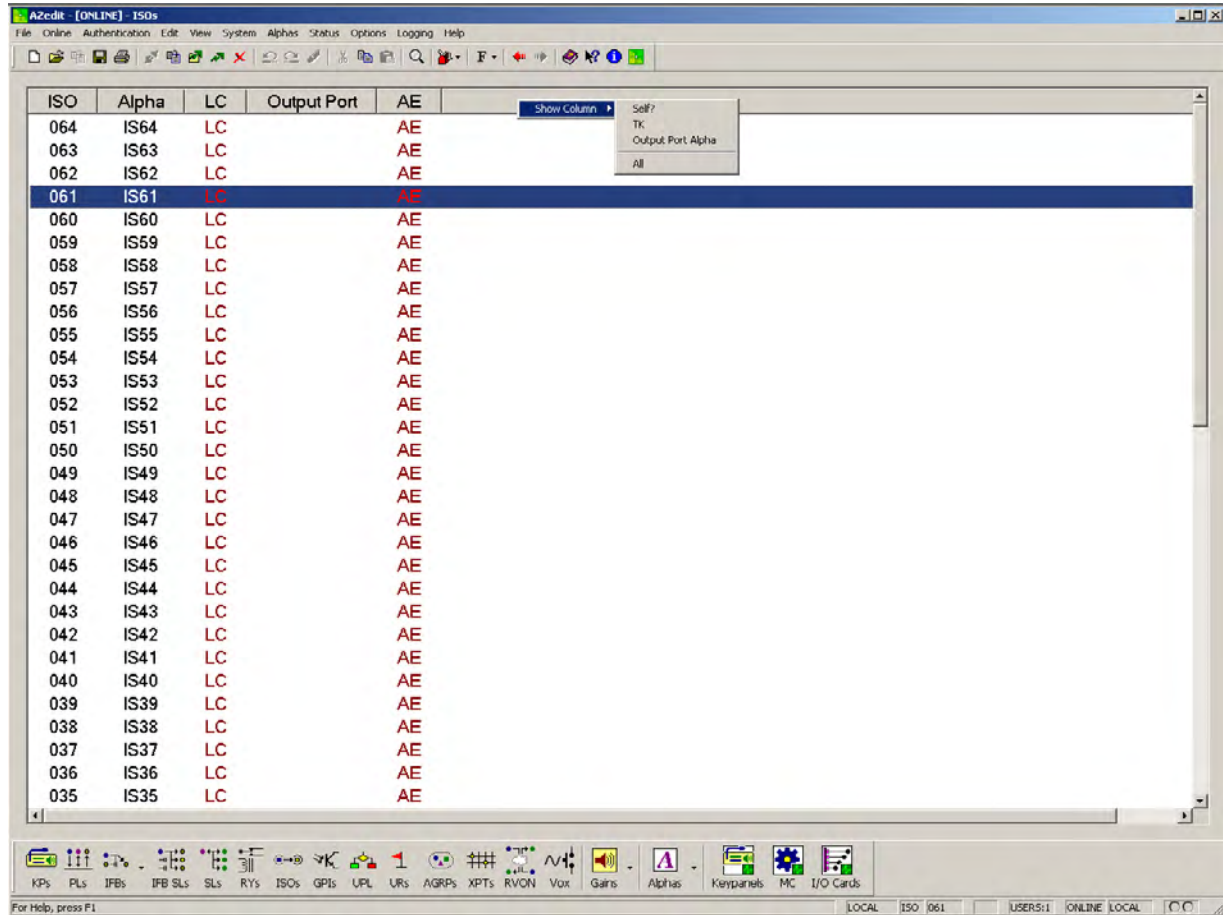 AZedit - [ONLINE] - ISOs
File Online Authentication Edit View System Alphas Status Options Logging Help
F
ISO Alpha LC Output Port AE
Show Column Self?
TK
Output Port Alpha
All
064 IS64 LC AE
063 IS63 LC AE
062 IS62 LC AE
061 IS61 LC AE
060 IS60 LC AE
059 IS59 LC AE
058 IS58 LC AE
057 IS57 LC AE
056 IS56 LC AE
055 IS55 LC AE
054 IS54 LC AE
053 IS53 LC AE
052 IS52 LC AE
051 IS51 LC AE
050 IS50 LC AE
049 IS49 LC AE
048 IS48 LC AE
047 IS47 LC AE
046 IS46 LC AE
045 IS45 LC AE
044 IS44 LC AE
043 IS43 LC AE
042 IS42 LC AE
041 IS41 LC AE
040 IS40 LC AE
039 IS39 LC AE
038 IS38 LC AE
037 IS37 LC AE
036 IS36 LC AE
035 IS35 LC AE
A
KPs PLs IFBs IFB SLs SLs RYs ISOs GPIs UPL URs AGRPs XPTs RVON Vox Gains Alphas Keypanels MC I/O Cards
For Help, press F1 LOCAL ISO 061 USERS:1 ONLINE LOCAL